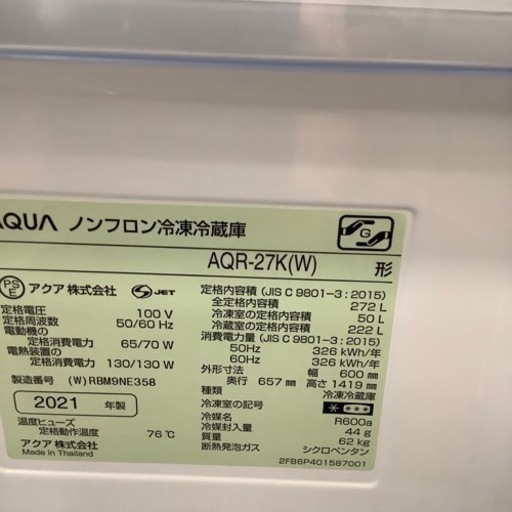 AQUA ノンフロン冷凍冷蔵庫
G
AQR-27K(W) 形
PS E アクア株式会社 S JET
定格電圧 100 V
定格周波数 50/60 Hz
電動機の
定格消費電力 65/70 W
電熱装置の
定格消費電力 130/130 W
製造番号 (W)RBM9NE358
2021 年製
温度ヒューズ
定格動作温度 76℃
アクア株式会社
Made in Thailand
定格内容積 (JIS C 9801-3:2015)
全定格内容積 272 L
冷凍室の定格内容積 50 L
冷蔵室の定格内容積 222 L
消費電力量 (JIS C 9801-3:2015)
50Hz 326 kWh/年
60Hz 326 kWh/年
外形寸法 幅 600 mm
奥行 657 mm 高さ 1419 mm
種類 冷凍冷蔵庫
冷凍室の記号
冷媒名 R600a
冷媒封入量 44 g
質量 62 kg
断熱発泡ガス シクロペンタン
2FB6P401587001